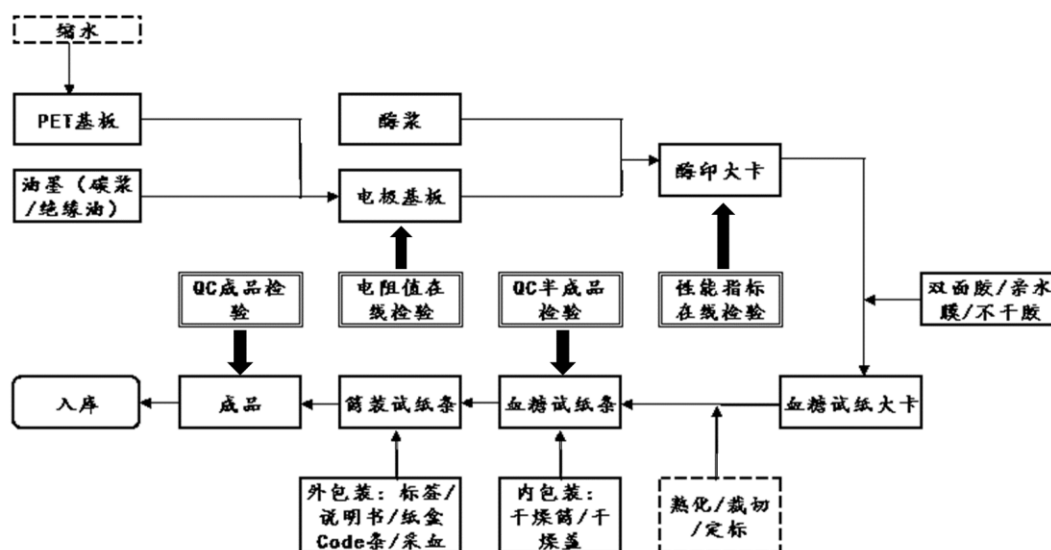 缩水
PET基板
酶浆
油墨（碳浆
/绝缘油）
电极基板
酶印大卡
QC成品检
验
电阻值在
线检验
QC半成品
检验
性能指标
在线检验
双面胶/亲水
膜/不干胶
入库
成品
筒装试纸条
血糖试纸条
血糖试纸大卡
外包装：标签/
说明书/纸盒
Code条/采血
内包装：
干燥筒/干
燥盖
熟化/裁切
/定标